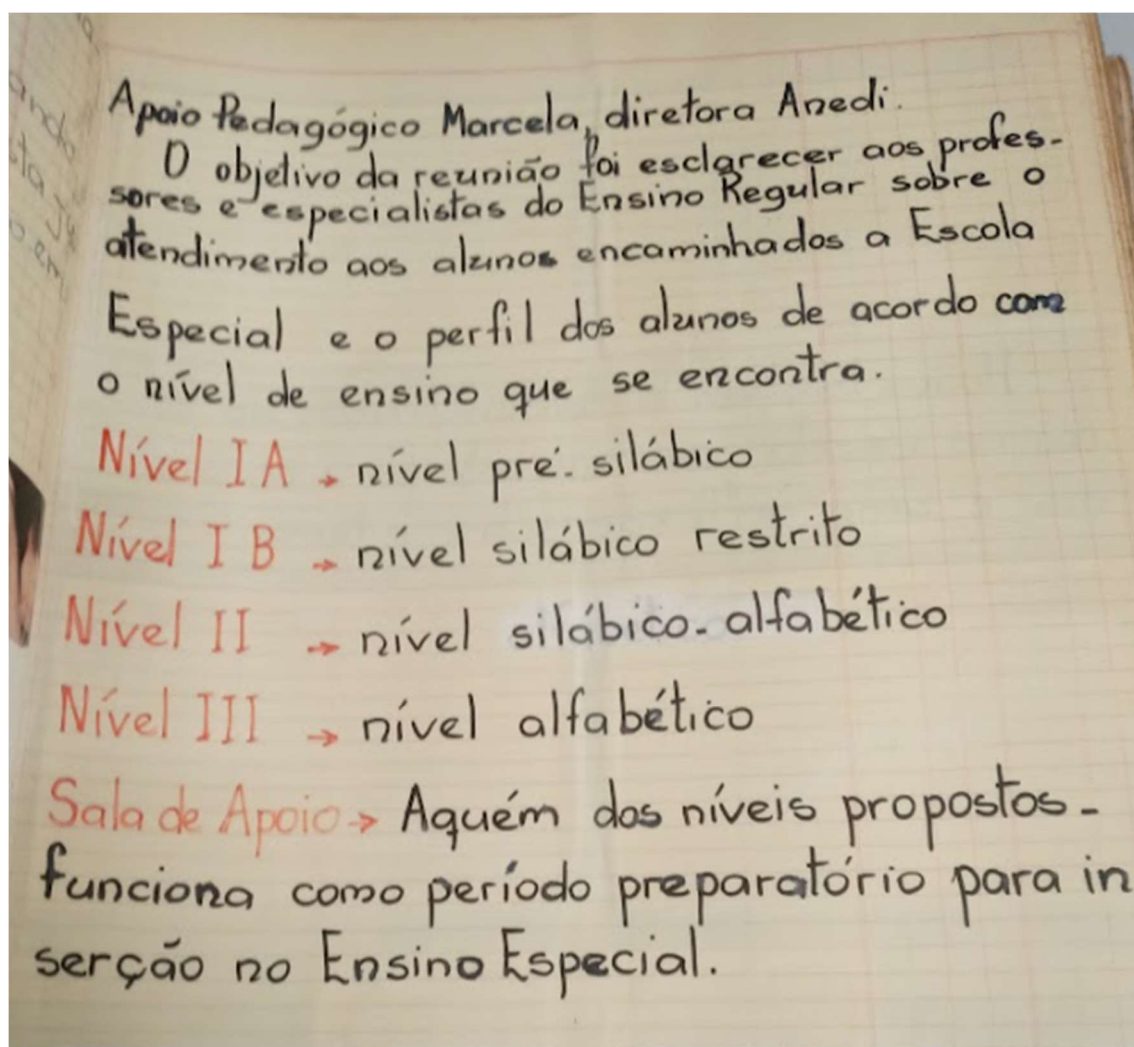 Apoio Pedagógico Marcela, diretora Anedi.
O objetivo da reunião foi esclarecer aos profes-
sores e especialistas do Ensino Regular sobre o
atendimento aos alunos encaminhados a Escola
Especial e o perfil dos alunos de acordo com
o nível de ensino que se encontra.
Nível I A → nível pré-silábico
Nível I B → nível silábico restrito
Nível II → nível silábico-alfabético
Nível III → nível alfabético
Sala de Apoio → Aquém dos níveis propostos-
funciona como período preparatório para in
serção no Ensino Especial.